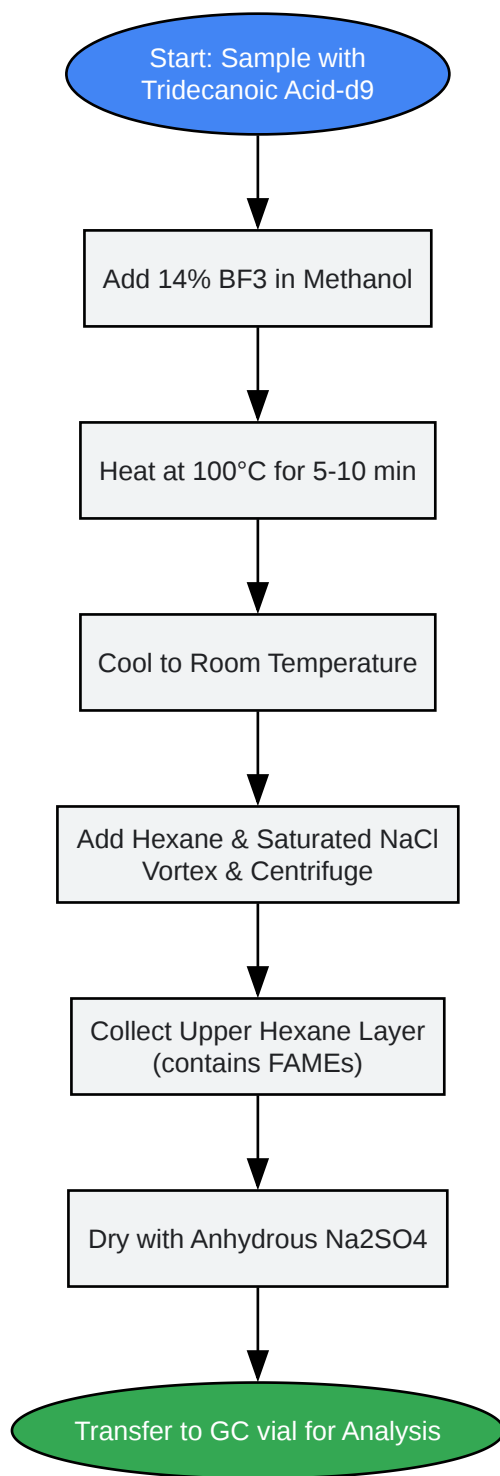 Start: Sample with
Tridecanoic Acid-d9
Add 14% BF3 in Methanol
Heat at 100°C for 5-10 min
Cool to Room Temperature
Add Hexane & Saturated NaCl
Vortex & Centrifuge
Collect Upper Hexane Layer
(contains FAMEs)
Dry with Anhydrous Na2SO4
Transfer to GC vial for Analysis